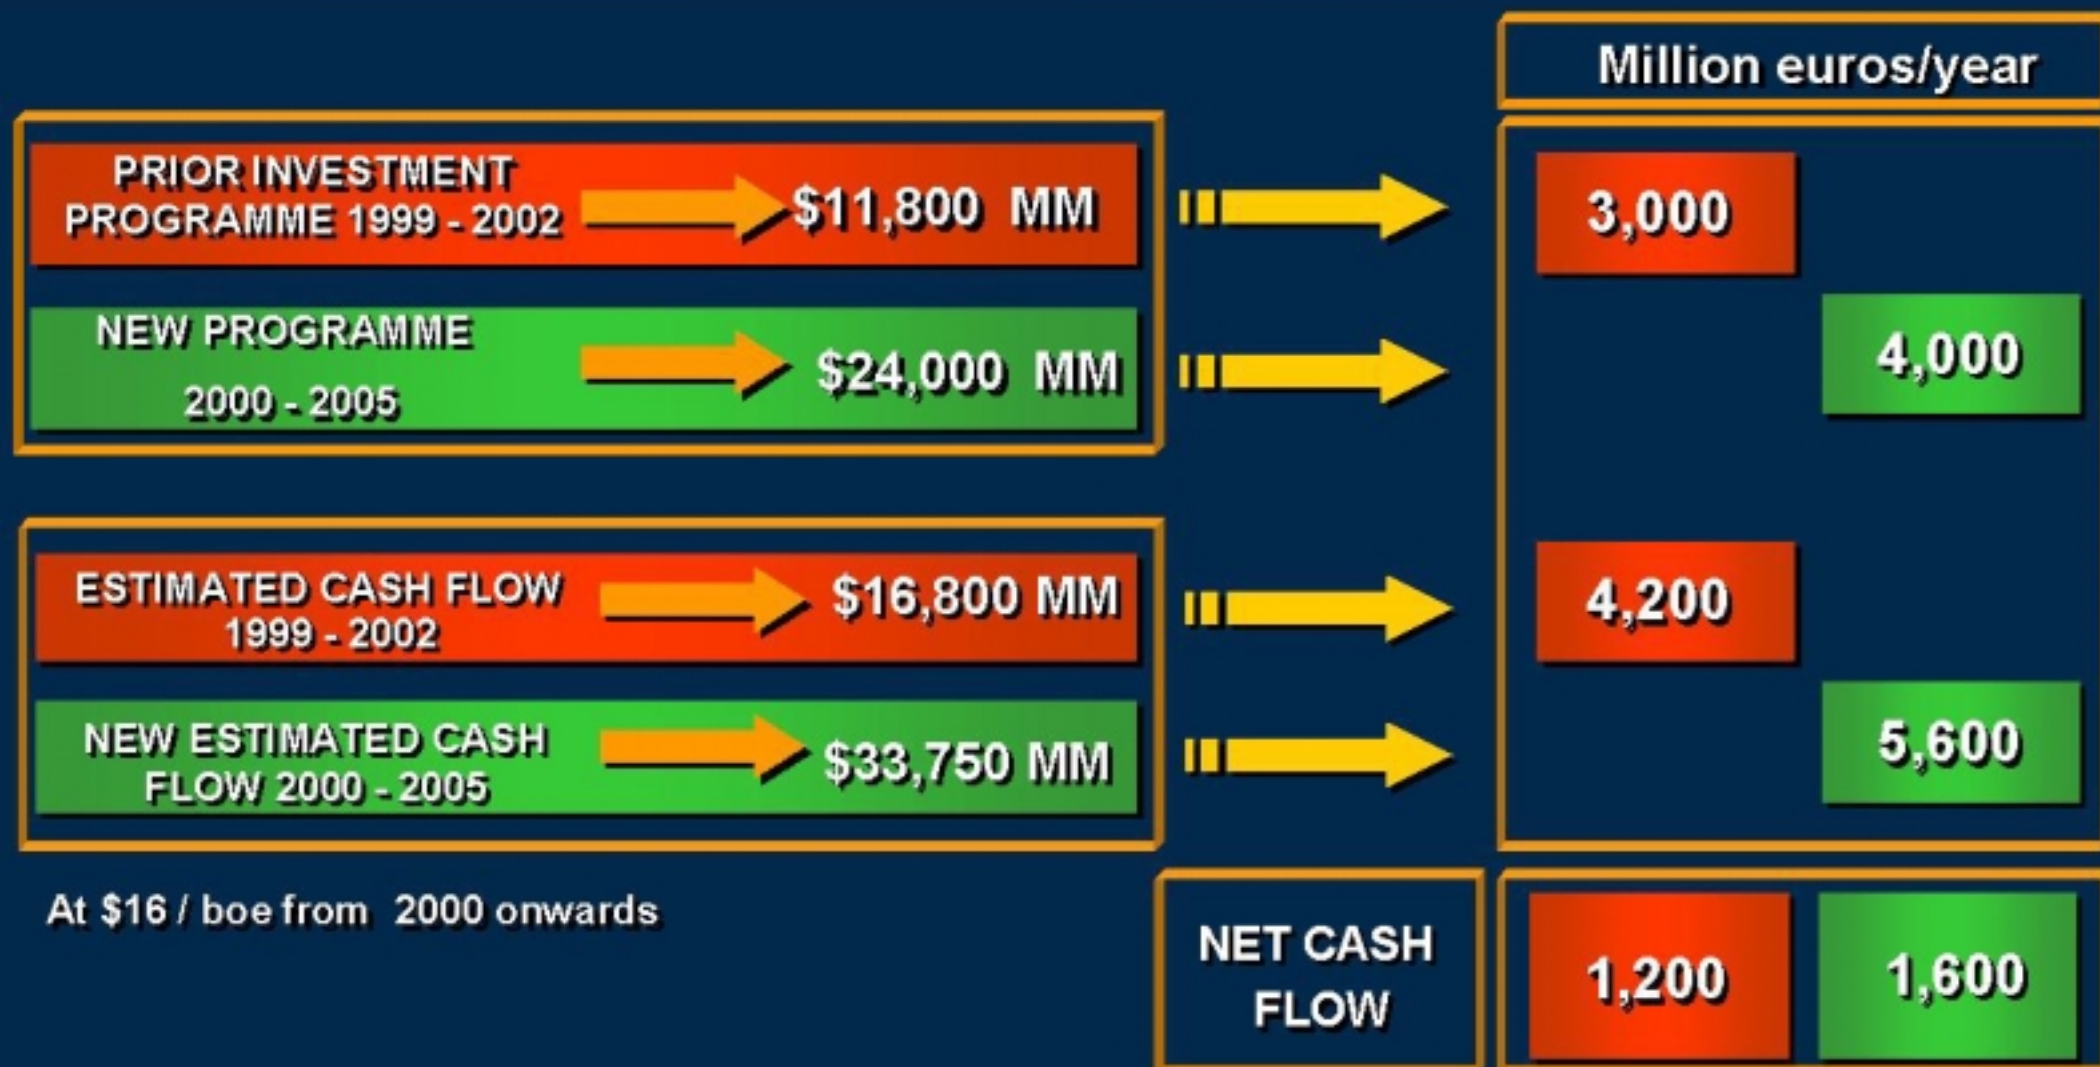 Million euros/year
PRIOR INVESTMENT
PROGRAMME 1999 - 2002
$11,800 MM
3,000
NEW PROGRAMME
2000 - 2005
$24,000 MM
4,000
ESTIMATED CASH FLOW
1999 - 2002
$16,800 MM
4,200
NEW ESTIMATED CASH
FLOW 2000 - 2005
$33,750 MM
5,600
At $16 / boe from 2000 onwards
NET CASH
FLOW
1,200
1,600